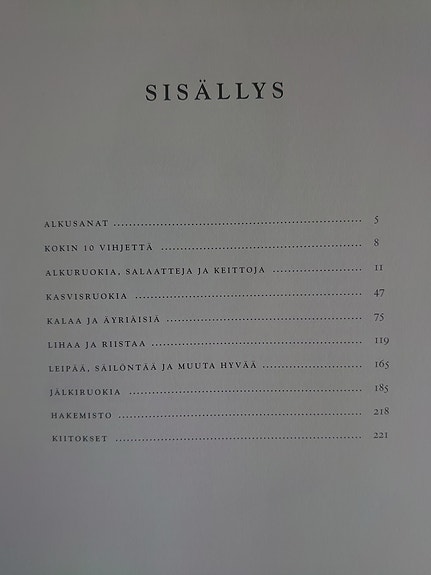 SISÄLLYS
ALKUSANAT ........................................ 5
KOKIN 10 VIHJETTÄ ........................................ 8
ALKURUOKIA, SALAATTEJA JA KEITTOJA .................. 11
KASVISRUOKIA ........................................ 47
KALAA JA ÄYRIÄISIÄ ........................................ 75
LIHAA JA RIISTAA ........................................ 119
LEIPÄÄ, SÄILÖNTÄÄ JA MUUTA HYVÄÄ .................. 165
JÄLKIRUOKIA ........................................ 185
HAKEMISTO ........................................ 218
KIITOKSET ........................................ 221